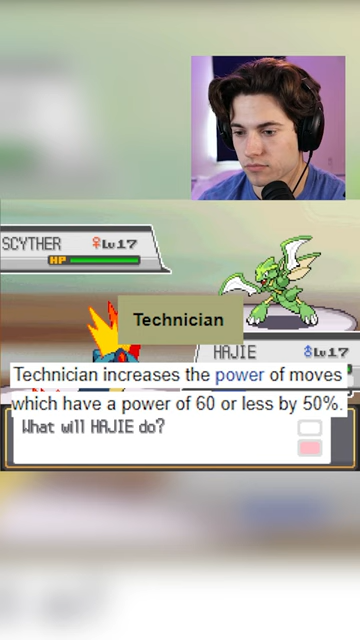 SCYTHER ♀Lv17
HP
Technician
HAJIE ♂Lv17
Technician increases the power of moves
which have a power of 60 or less by 50%.
What will HAJIE do?